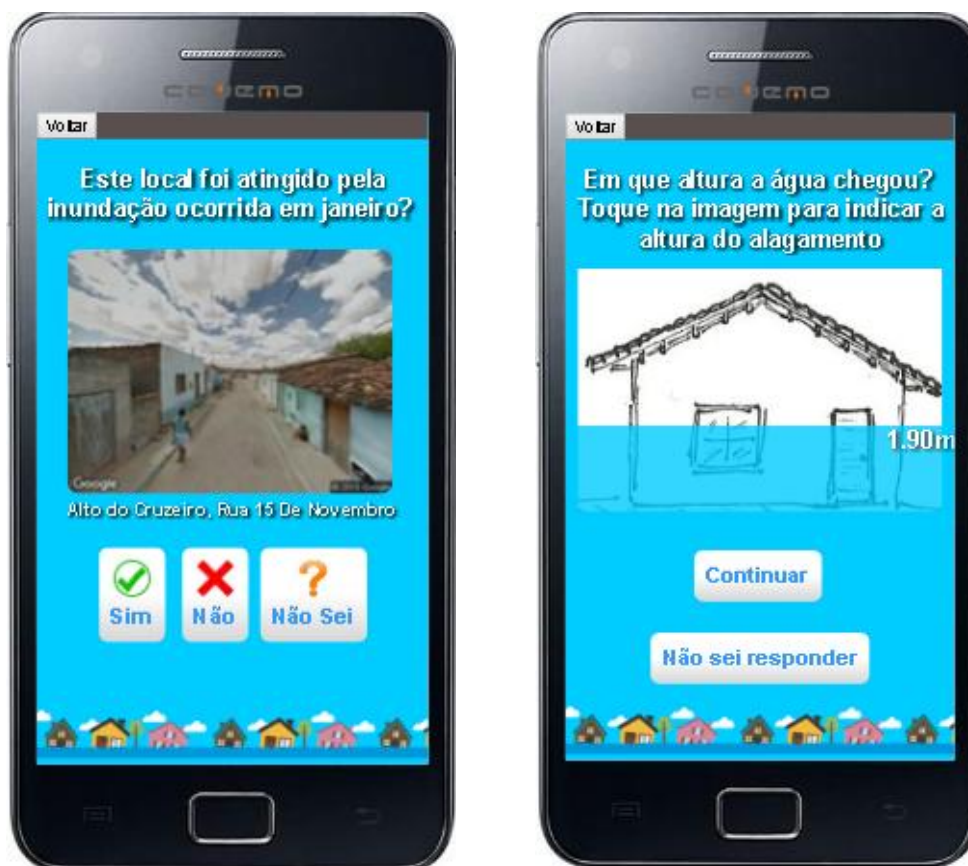 Voltar
Este local foi atingido pela
inundação ocorrida em janeiro?
Google
Alto do Cruzeiro, Rua 15 De Novembro
Sim
Não
Não Sei
Voltar
Em que altura a água chegou?
Toque na imagem para indicar a
altura do alagamento
1.90m
Continuar
Não sei responder